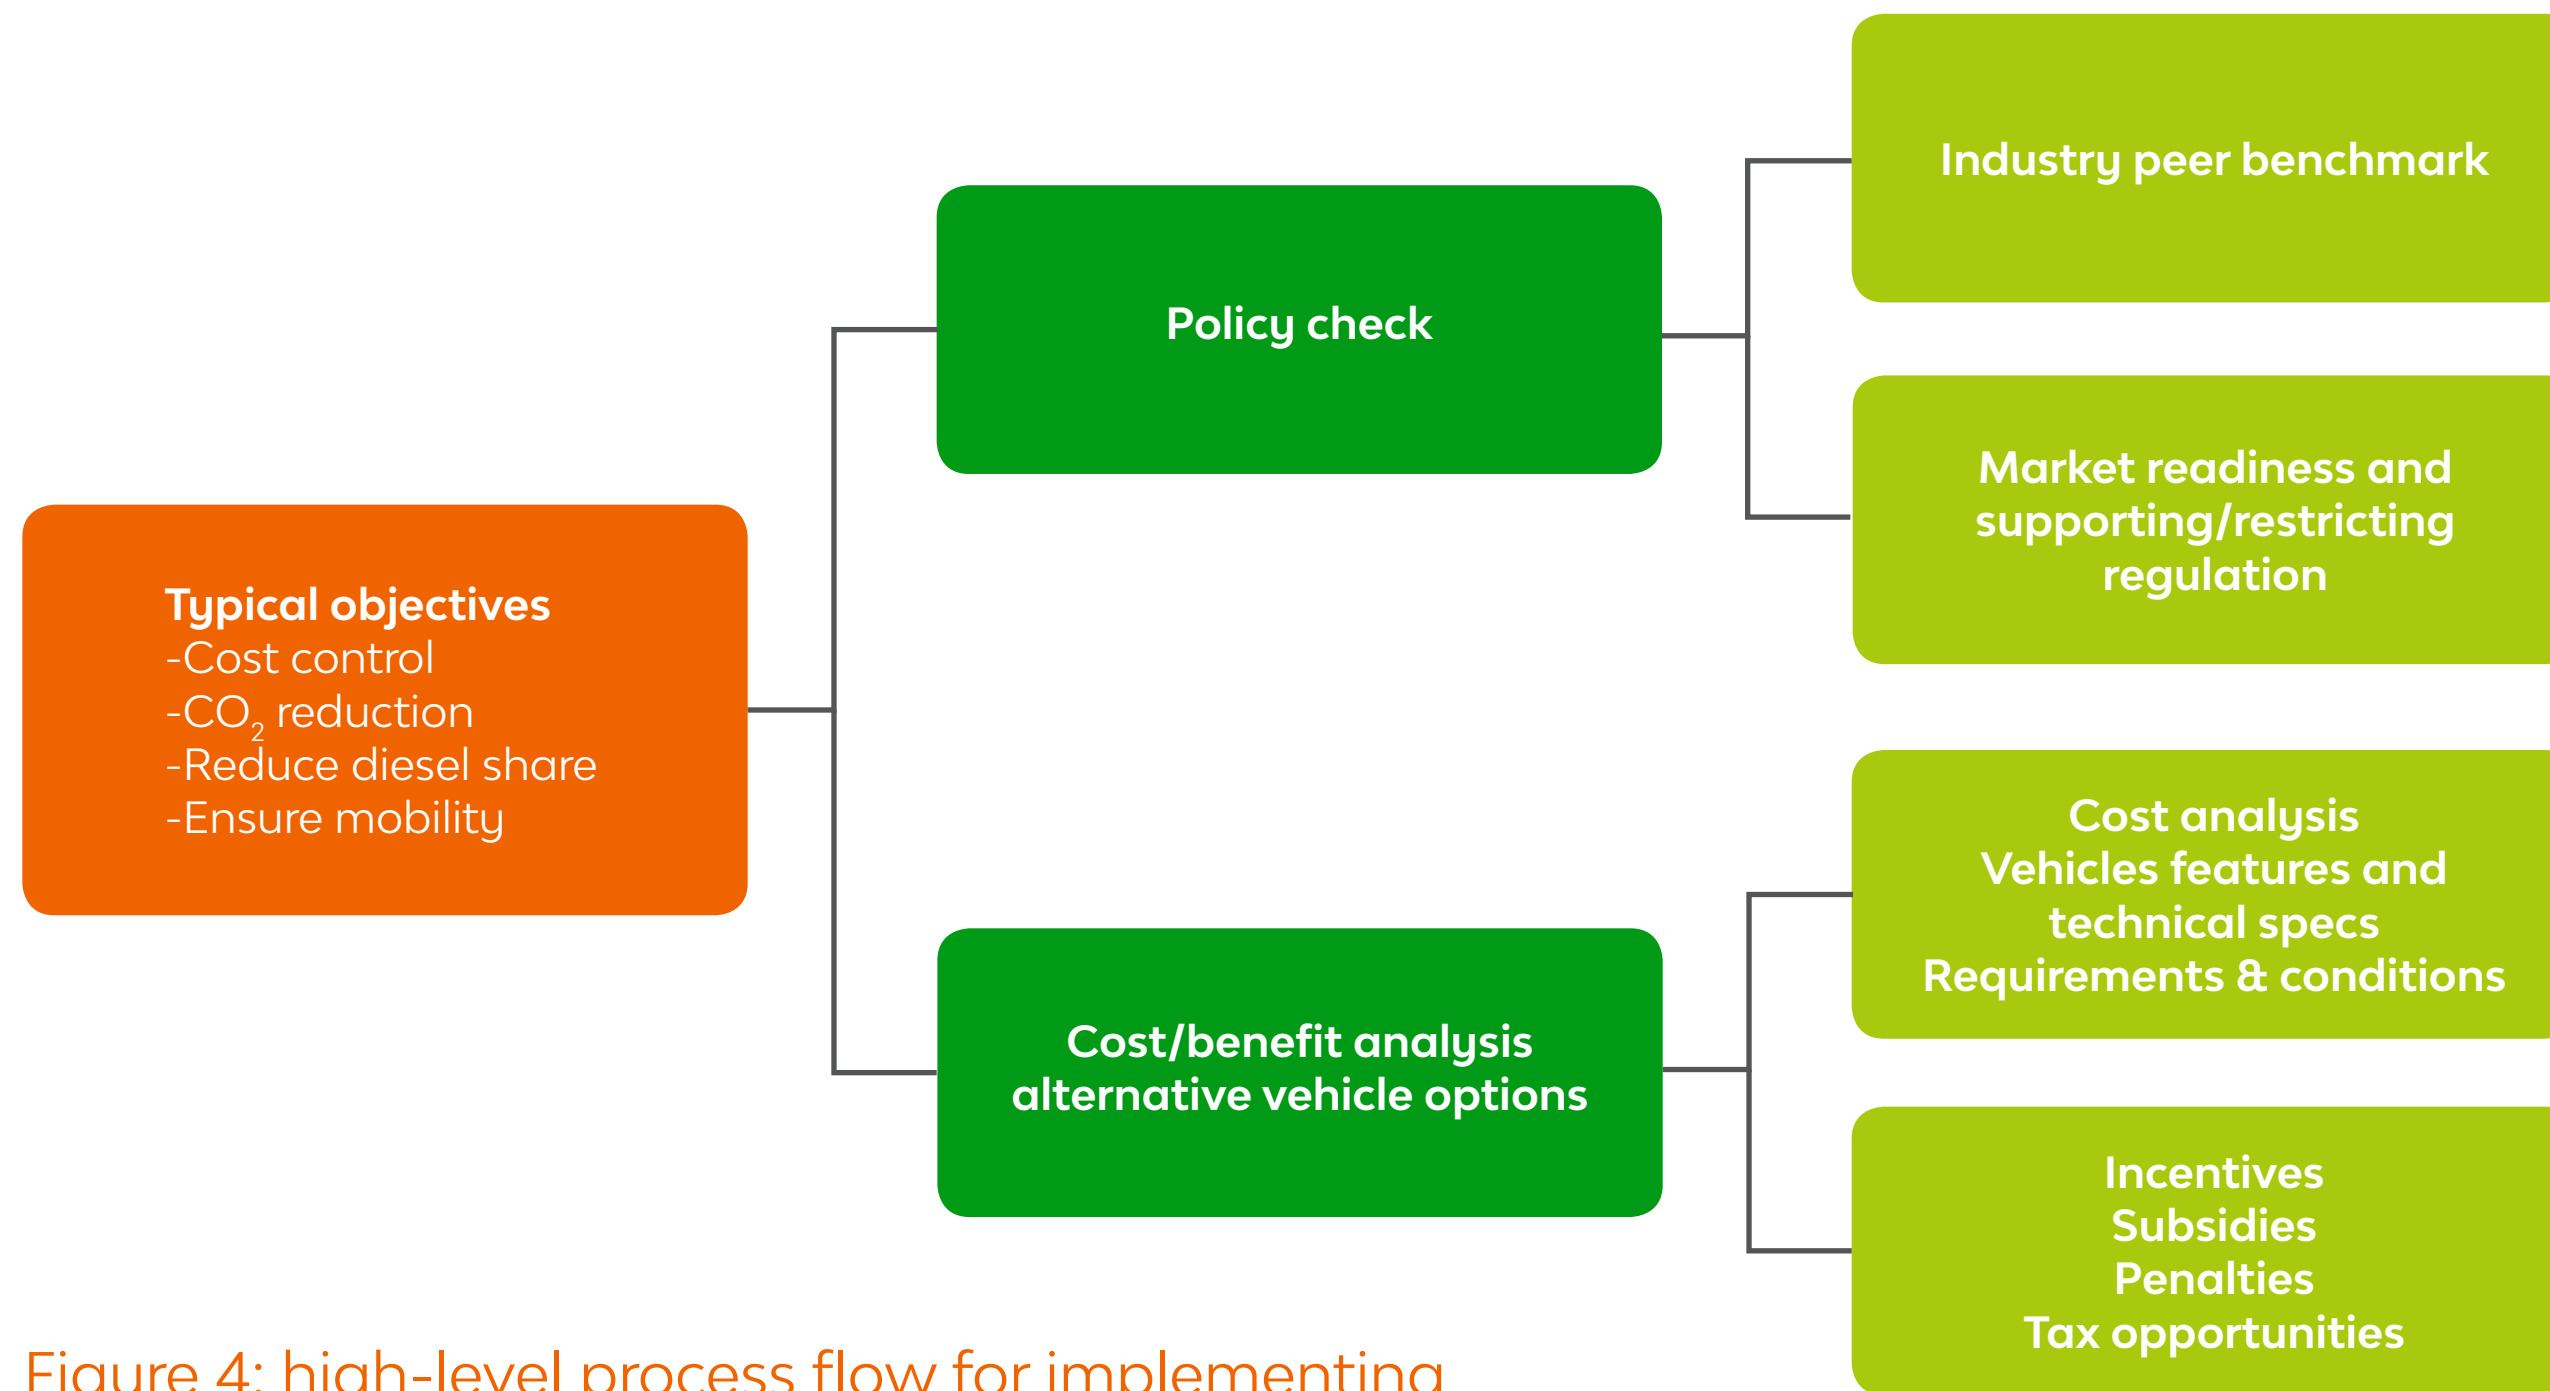 Industry peer benchmark
Policy check
Market readiness and
supporting/restricting
regulation
Typical objectives
-Cost control
-CO₂ reduction
-Reduce diesel share
-Ensure mobility
Cost analysis
Vehicles features and
technical specs
Requirements & conditions
Cost/benefit analysis
alternative vehicle options
Incentives
Subsidies
Penalties
Tax opportunities
Figure 4: high-level process flow for implementing